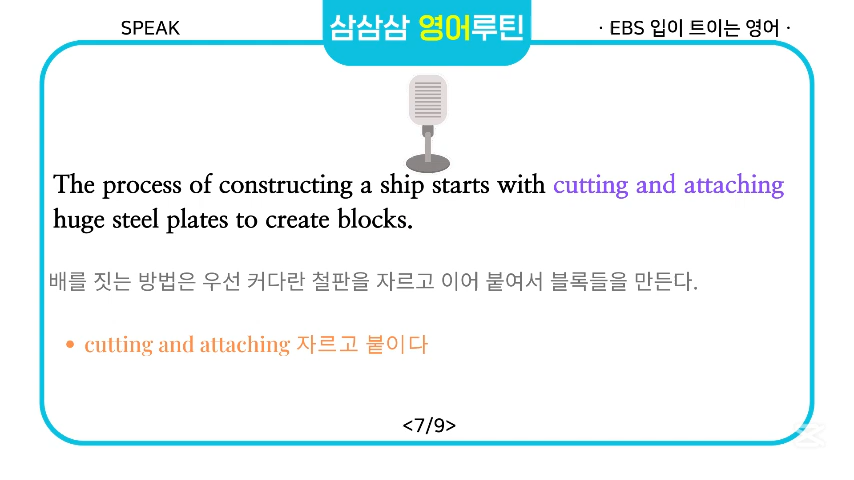 SPEAK
삼삼삼 영어루틴
· EBS 입이 트이는 영어 ·
The process of constructing a ship starts with cutting and attaching
huge steel plates to create blocks.
배를 짓는 방법은 우선 커다란 철판을 자르고 이어 붙여서 블록들을 만든다.
• cutting and attaching 자르고 붙이다
<7/9>